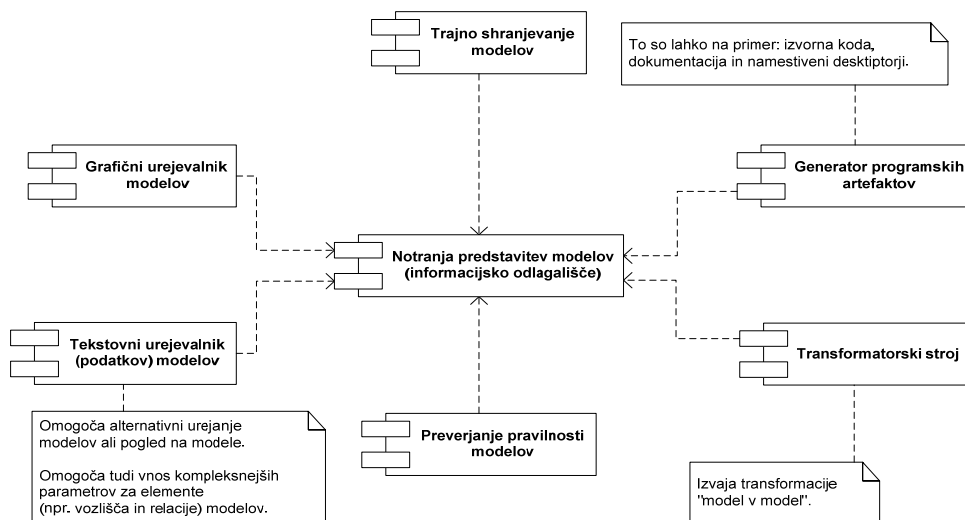 Trajno shranjevanje
modelov
To so lahko na primer: izvorna koda,
dokumentacija in namestiveni desktiptorji.
Grafični urejevalnik
modelov
Generator programskih
artefaktov
Notranja predstavitev modelov
(informacijsko odlagališče)
Tekstovni urejevalnik
(podatkov) modelov
Transformatorski stroj
Omogoča alternativni urejanje
modelov ali pogled na modele.
Omogoča tudi vnos kompleksnejših
parametrov za elemente
(npr. vozlišča in relacije) modelov.
Preverjanje pravilnosti
modelov
Izvaja transformacije
"model v model".